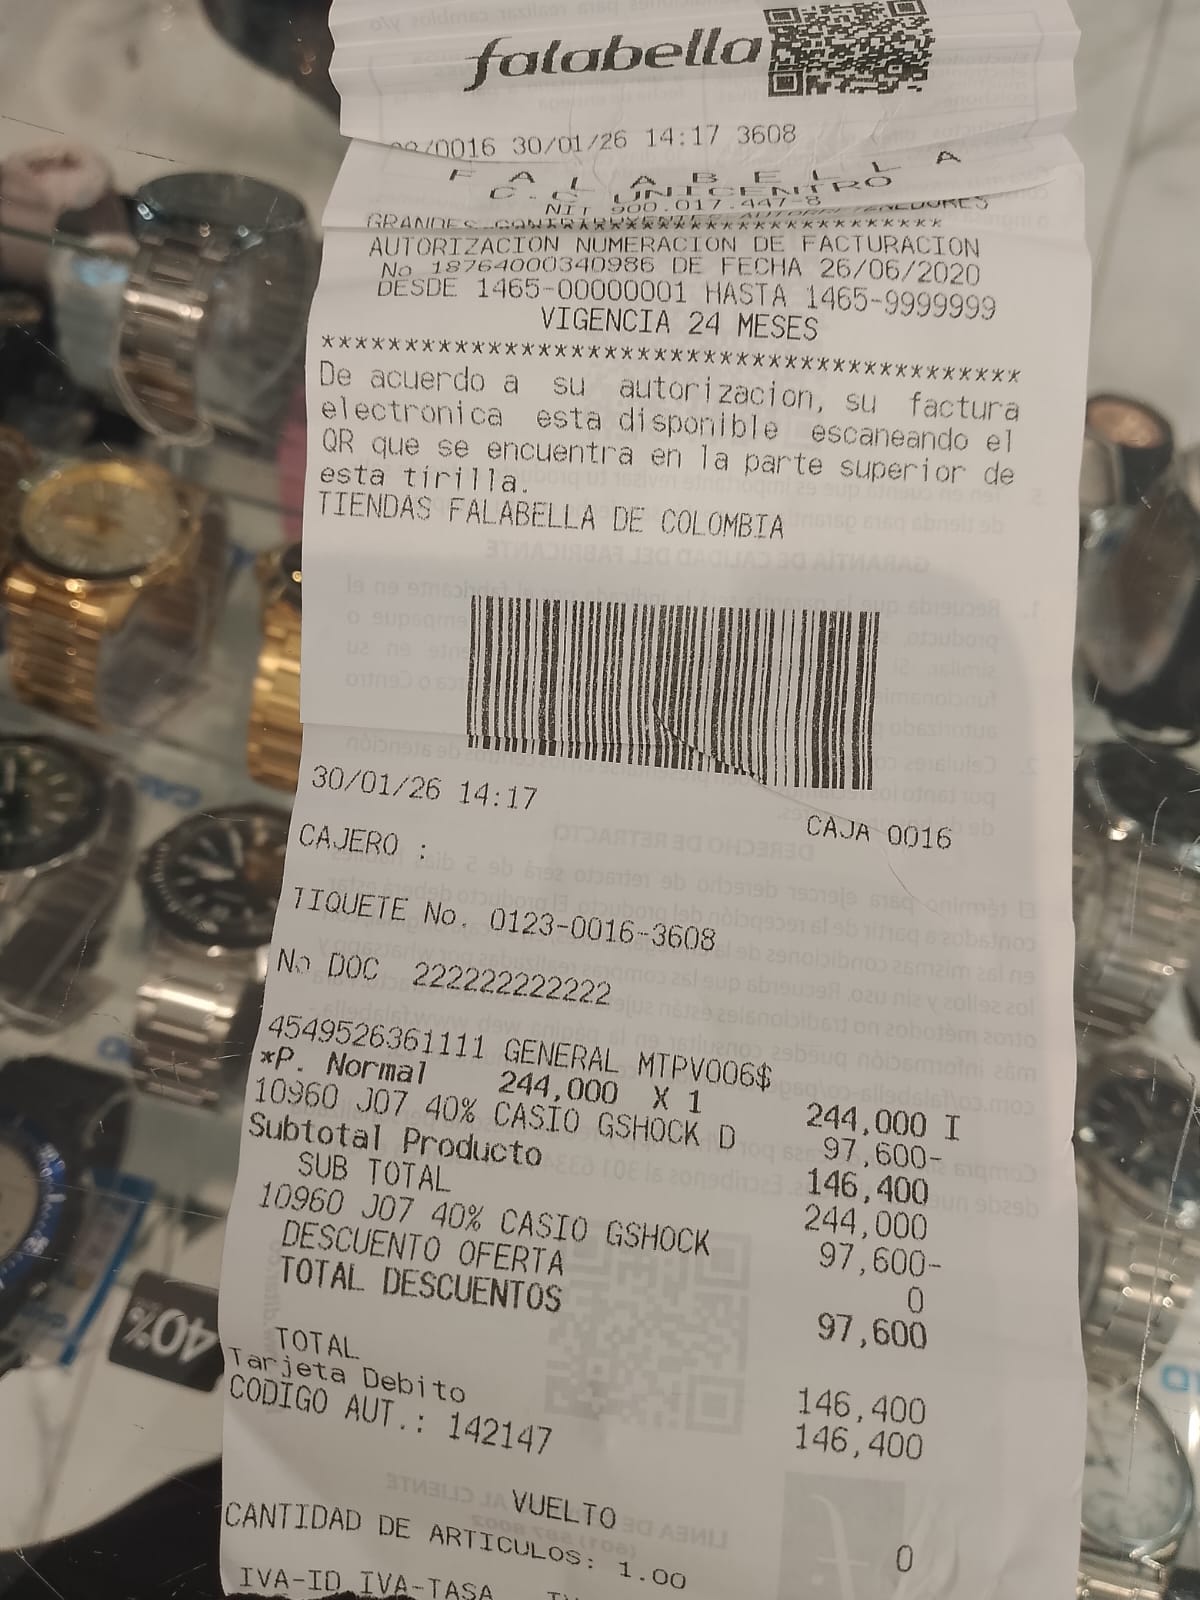 falabella
/0016 30/01/26 14:17 3608
F A L A B E L L A
C.C UNICENTRO
NIT 900.017.447-8
GRANDES
****************************************
AUTORIZACION NUMERACION DE FACTURACION
No 18764000340986 DE FECHA 26/06/2020
DESDE 1465-00000001 HASTA 1465-9999999
VIGENCIA 24 MESES
*******************************************
De acuerdo a su autorizacion, su factura
electronica esta disponible escaneando el
QR que se encuentra en la parte superior de
esta tirilla.
TIENDAS FALABELLA DE COLOMBIA
30/01/26 14:17
CAJA 0016
CAJERO :
TIQUETE No. 0123-0016-3608
No DOC 222222222222
4549526361111 GENERAL MTPV006$
*P. Normal 244,000 X 1 244,000 I
10960 J07 40% CASIO GSHOCK D 97,600-
Subtotal Producto 146,400
SUB TOTAL 244,000
10960 J07 40% CASIO GSHOCK 97,600-
DESCUENTO OFERTA 0
TOTAL DESCUENTOS 97,600
TOTAL 146,400
Tarjeta Debito 146,400
CODIGO AUT.: 142147
VUELTO 0
CANTIDAD DE ARTICULOS: 1.00
IVA-ID IVA-TASA
40%